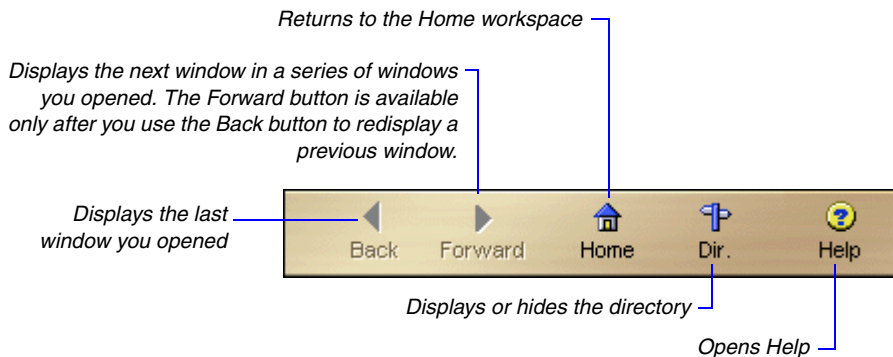 Returns to the Home workspace
Displays the next window in a series of windows
you opened. The Forward button is available
only after you use the Back button to redisplay a
previous window.
Displays the last
window you opened
Back Forward Home Dir. Help
Displays or hides the directory
Opens Help